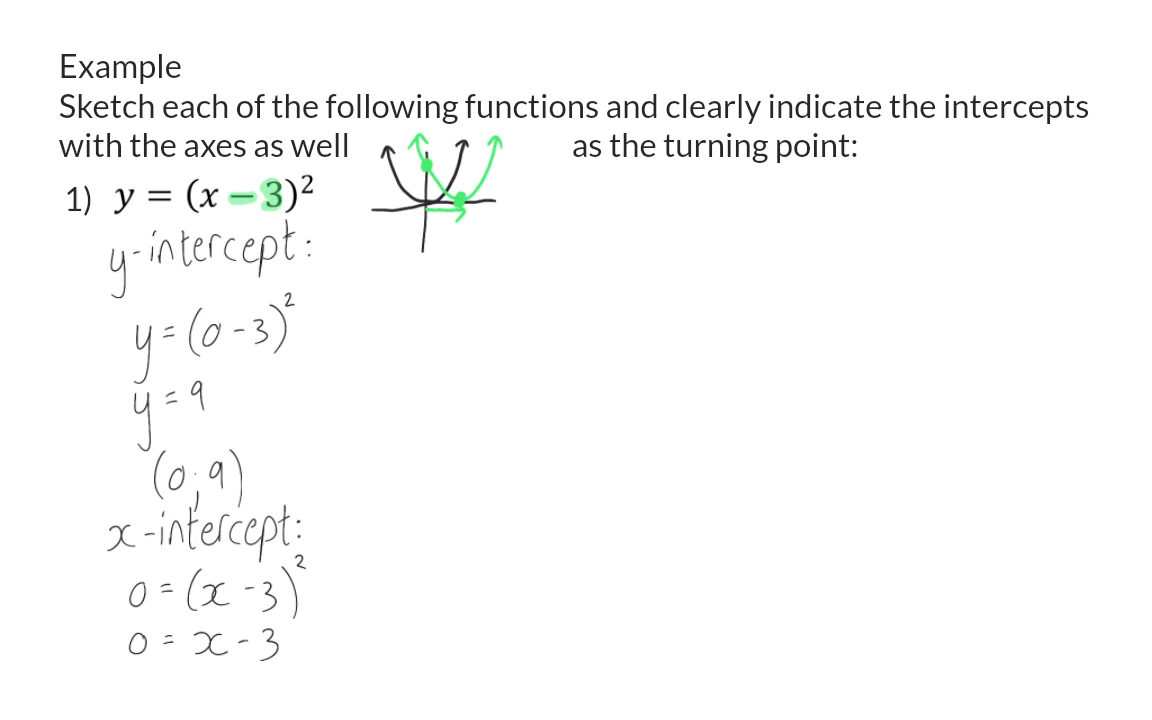 Example
Sketch each of the following functions and clearly indicate the intercepts
with the axes as well as the turning point:
1) y = (x − 3)²
y-intercept:
y = (0 - 3)²
y = 9
(0;9)
x-intercept:
0 = (x - 3)²
0 = x - 3